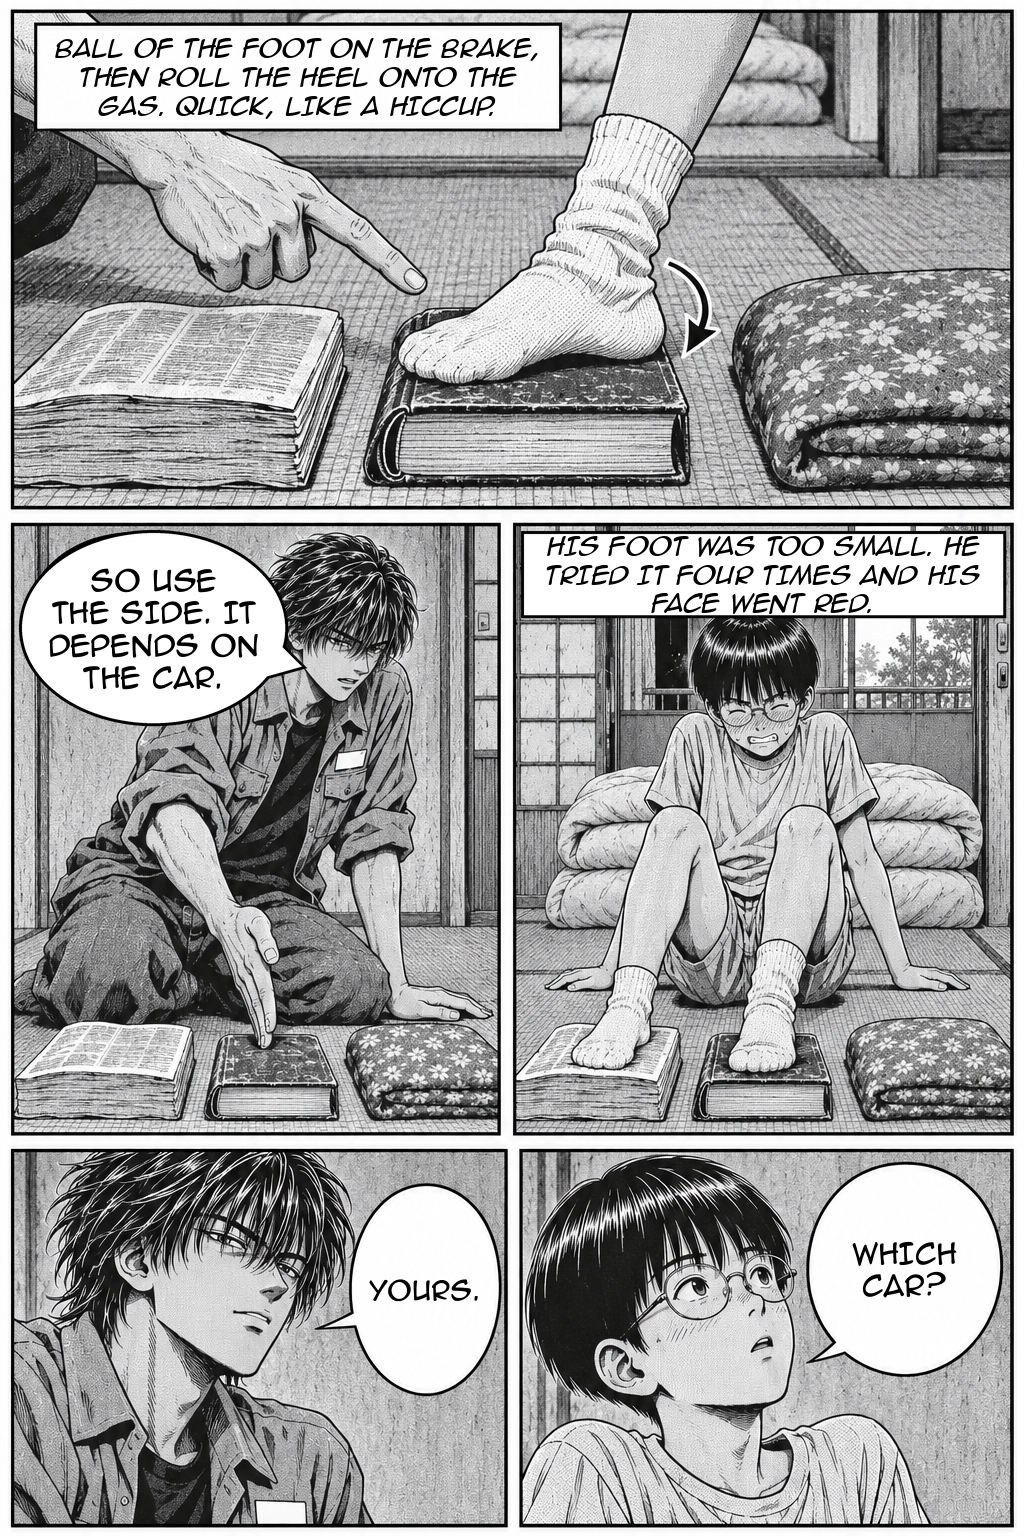 BALL OF THE FOOT ON THE BRAKE,
THEN ROLL THE HEEL ONTO THE
GAS. QUICK, LIKE A HICCUP.
HIS FOOT WAS TOO SMALL. HE
TRIED IT FOUR TIMES AND HIS
FACE WENT RED.
SO USE
THE SIDE. IT
DEPENDS ON
THE CAR.
WHICH
CAR?
YOURS.